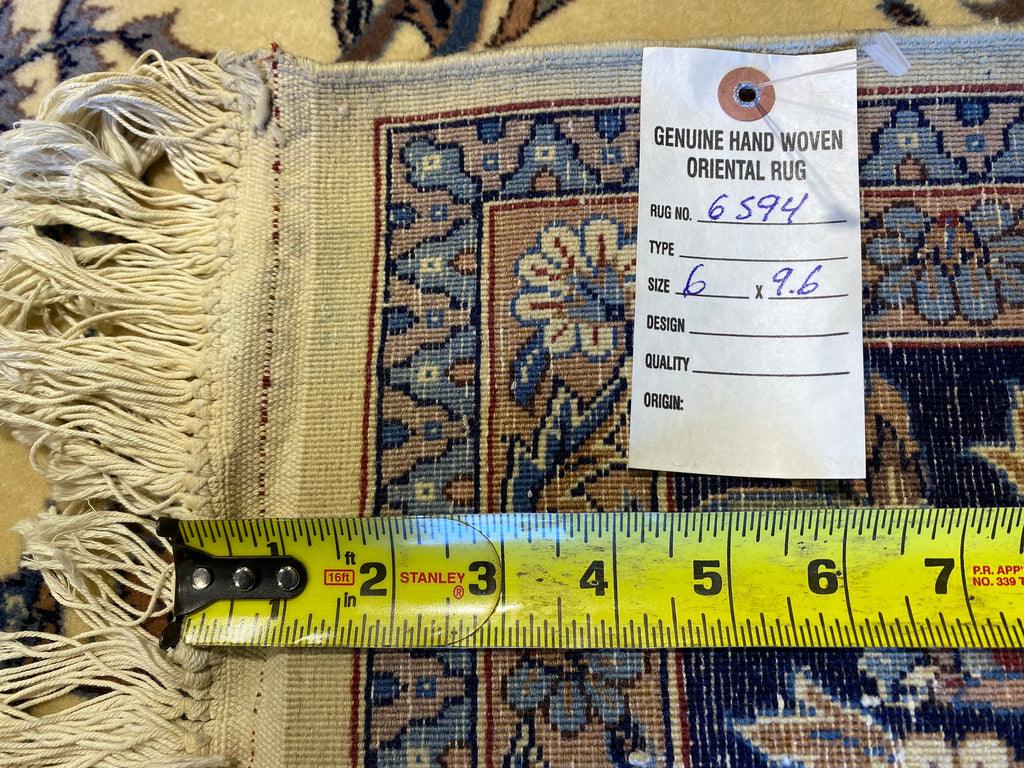 GENUINE HAND WOVEN
ORIENTAL RUG
RUG NO. 6594
TYPE
SIZE 6 X 9.6
DESIGN
QUALITY
ORIGIN:
1 ft 16ft in 2 STANLEY® 3 4 5 6 7
1
P.R. APP'
NO. 339 T